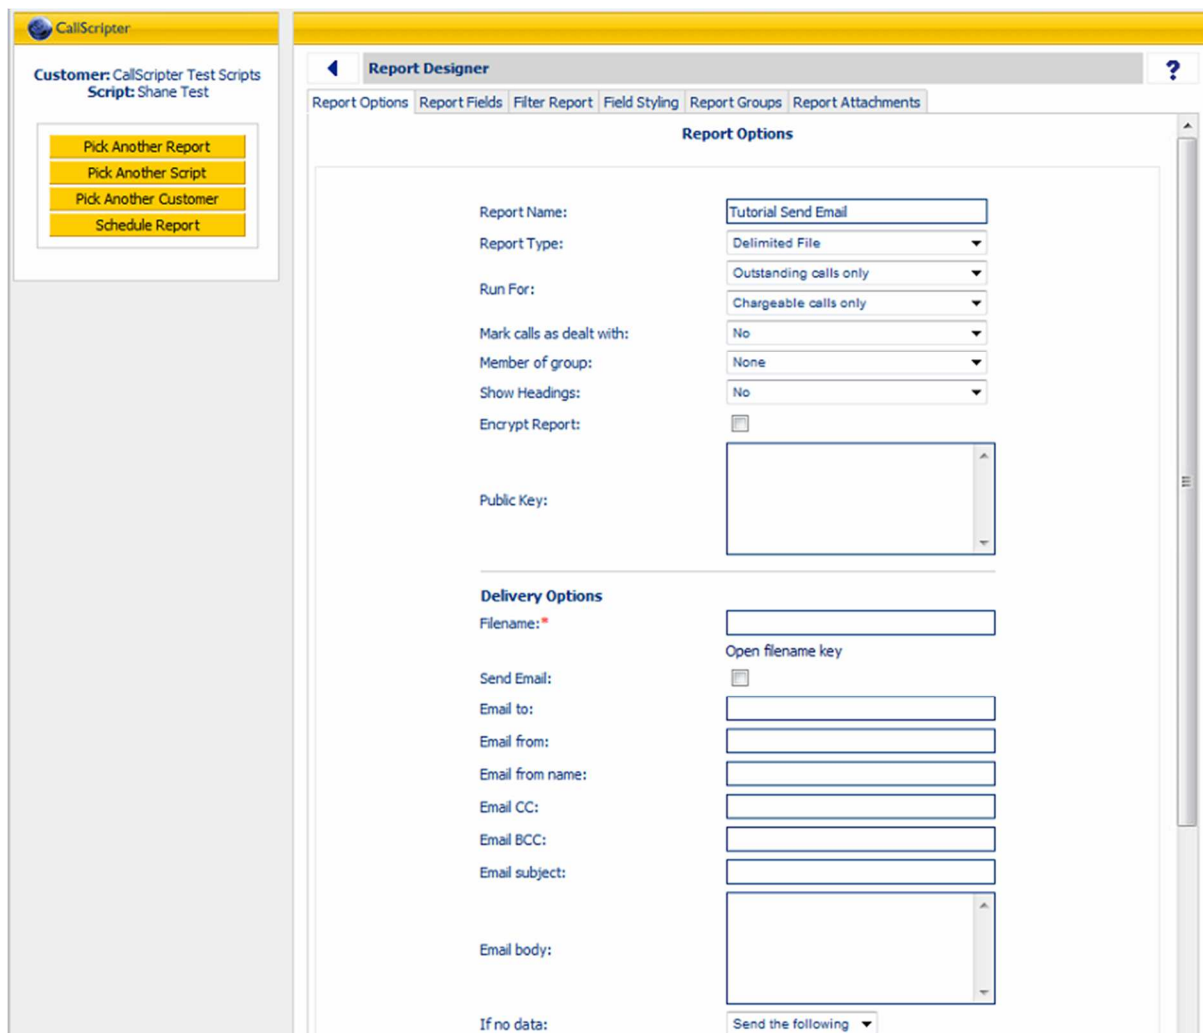 CallScripter
Customer: CallScripter Test Scripts
Script: Shane Test
Pick Another Report
Pick Another Script
Pick Another Customer
Schedule Report
Report Designer
?
Report Options Report Fields Filter Report Field Styling Report Groups Report Attachments
Report Options
Report Name: Tutorial Send Email
Report Type: Delimited File
Run For: Outstanding calls only
Chargeable calls only
Mark calls as dealt with: No
Member of group: None
Show Headings: No
Encrypt Report:
Public Key:
Delivery Options
Filename:*
Open filename key
Send Email:
Email to:
Email from:
Email from name:
Email CC:
Email BCC:
Email subject:
Email body:
If no data: Send the following